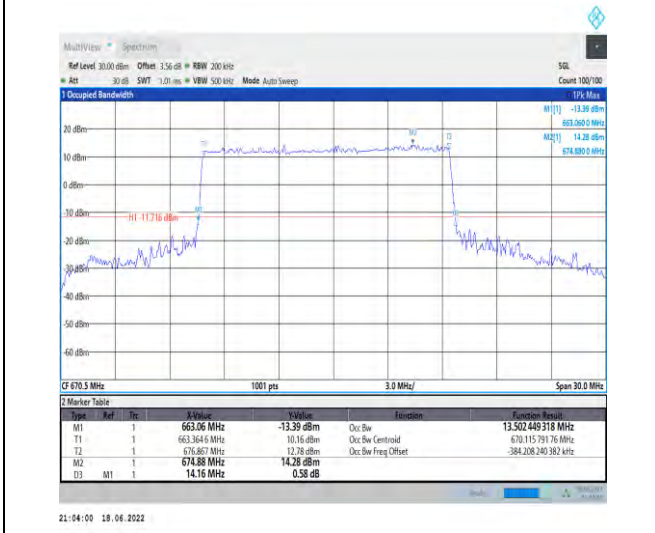 MultiView Spectrum
Ref Level 30.00 dBm Offset 3.56 dB RBW 200 kHz SGL
Att 30 dB SWT 1.01 ms VBW 500 kHz Mode Auto Sweep Count 100/100
1 Occupied Bandwidth 1Pk Max
M1[1] -13.39 dBm
663.0600 MHz
M2[1] 14.28 dBm
674.8800 MHz
20 dBm
10 dBm
0 dBm
-10 dBm
H1 -11.716 dBm
-20 dBm
-30 dBm
-40 dBm
-50 dBm
-60 dBm
CF 670.5 MHz 1001 pts 3.0 MHz/ Span 30.0 MHz
2 Marker Table
Type Ref Trc X-Value Y-Value Function Function Result
M1 1 663.06 MHz -13.39 dBm Occ Bw 13.502 449 318 MHz
T1 1 663.364 6 MHz 10.16 dBm Occ Bw Centroid 670.115 791 76 MHz
T2 1 676.867 MHz 12.78 dBm Occ Bw Freq Offset -384.208 240 382 kHz
M2 1 674.88 MHz 14.28 dBm
D3 M1 1 14.16 MHz 0.58 dB
21:04:00 18.06.2022